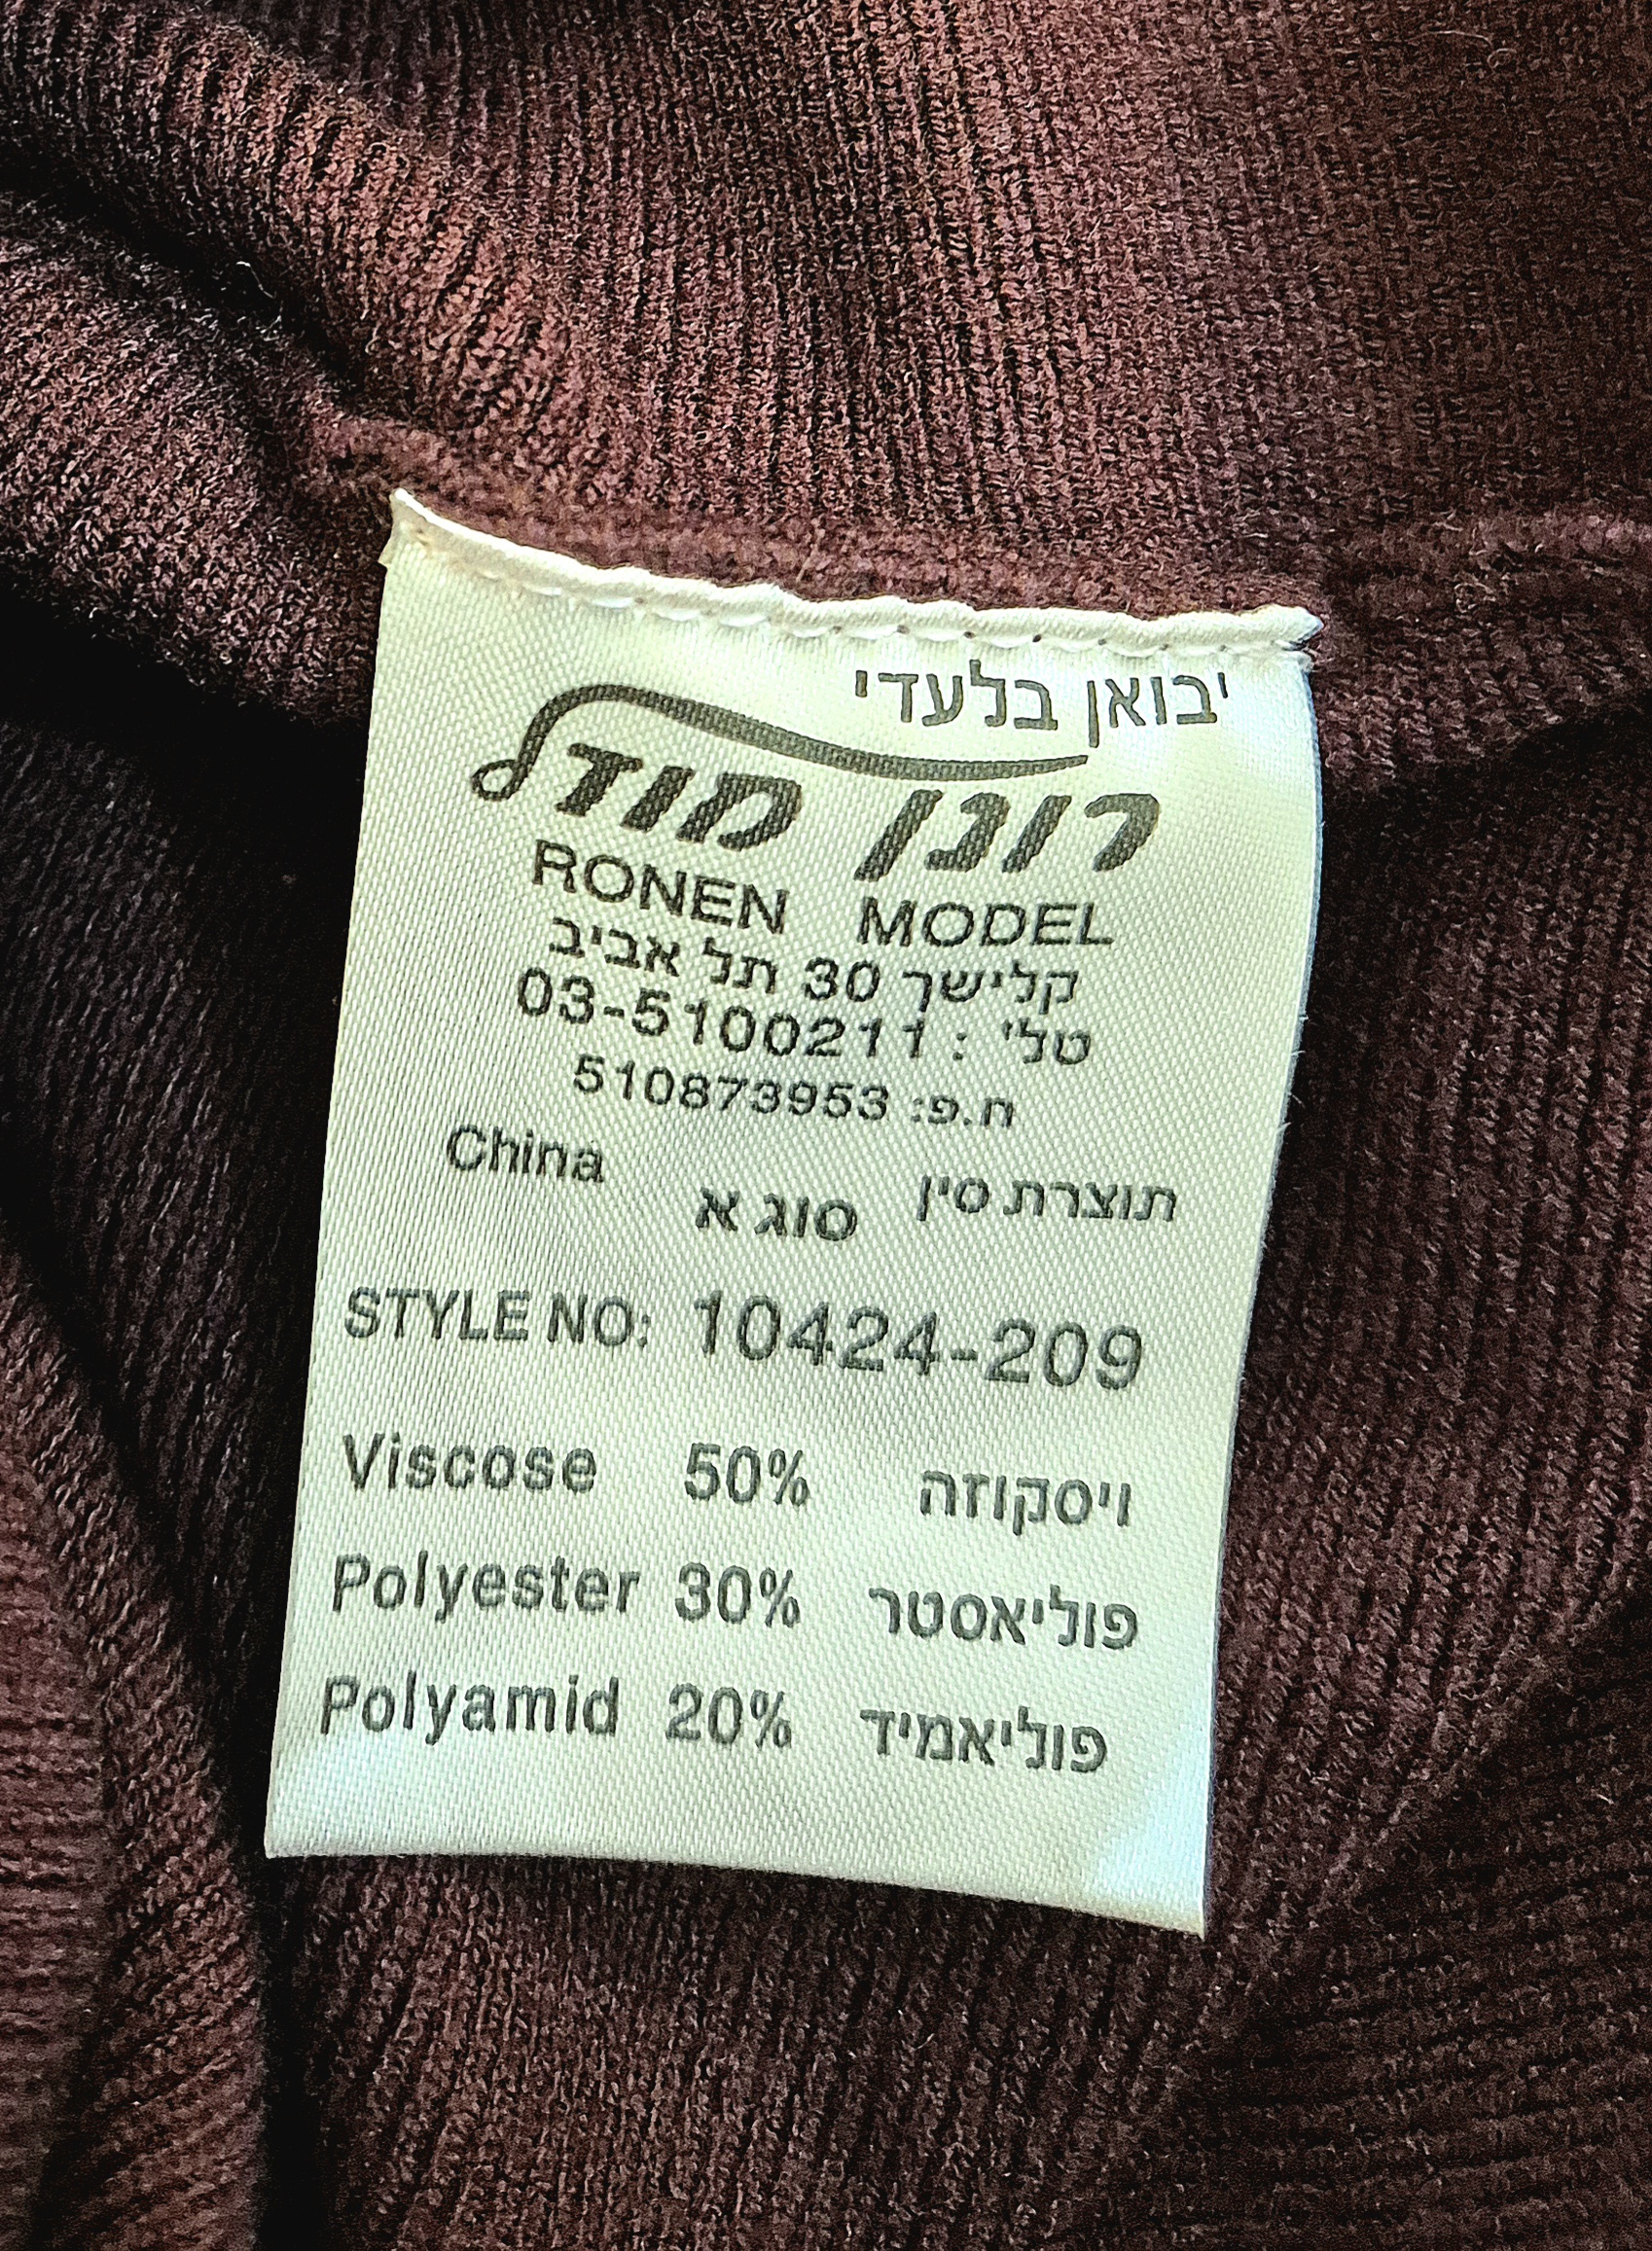 יבואן בלעדי
רונן מודל
RONEN MODEL
קלישר 30 תל אביב
טל' : 03-5100211
ח.פ: 510873953
תוצרת סין סוג א China
STYLE NO: 10424-209
Viscose 50% ויסקוזה
Polyester 30% פוליאסטר
Polyamid 20% פוליאמיד